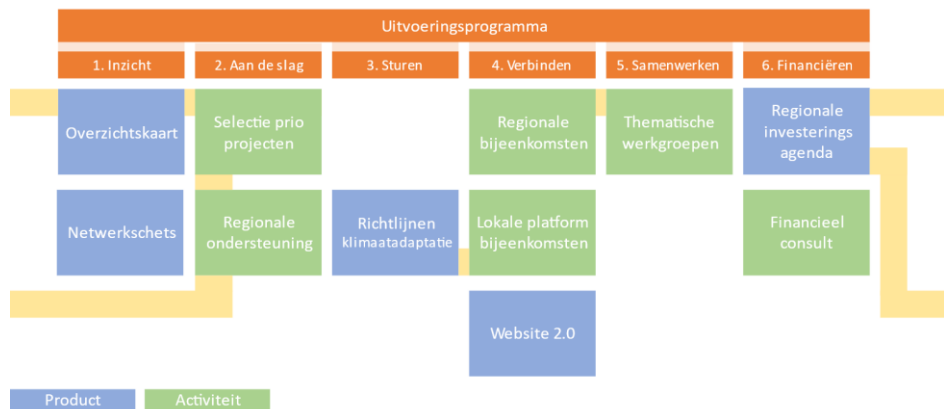 Uitvoeringsprogramma
1. Inzicht
2. Aan de slag
3. Sturen
4. Verbinden
5. Samenwerken
6. Financiëren
Overzichtskaart
Selectie prio
projecten
Regionale
bijeenkomsten
Thematische
werkgroepen
Regionale
investerings
agenda
Netwerkschets
Regionale
ondersteuning
Richtlijnen
klimaatadaptatie
Lokale platform
bijeenkomsten
Financieel
consult
Website 2.0
Product
Activiteit